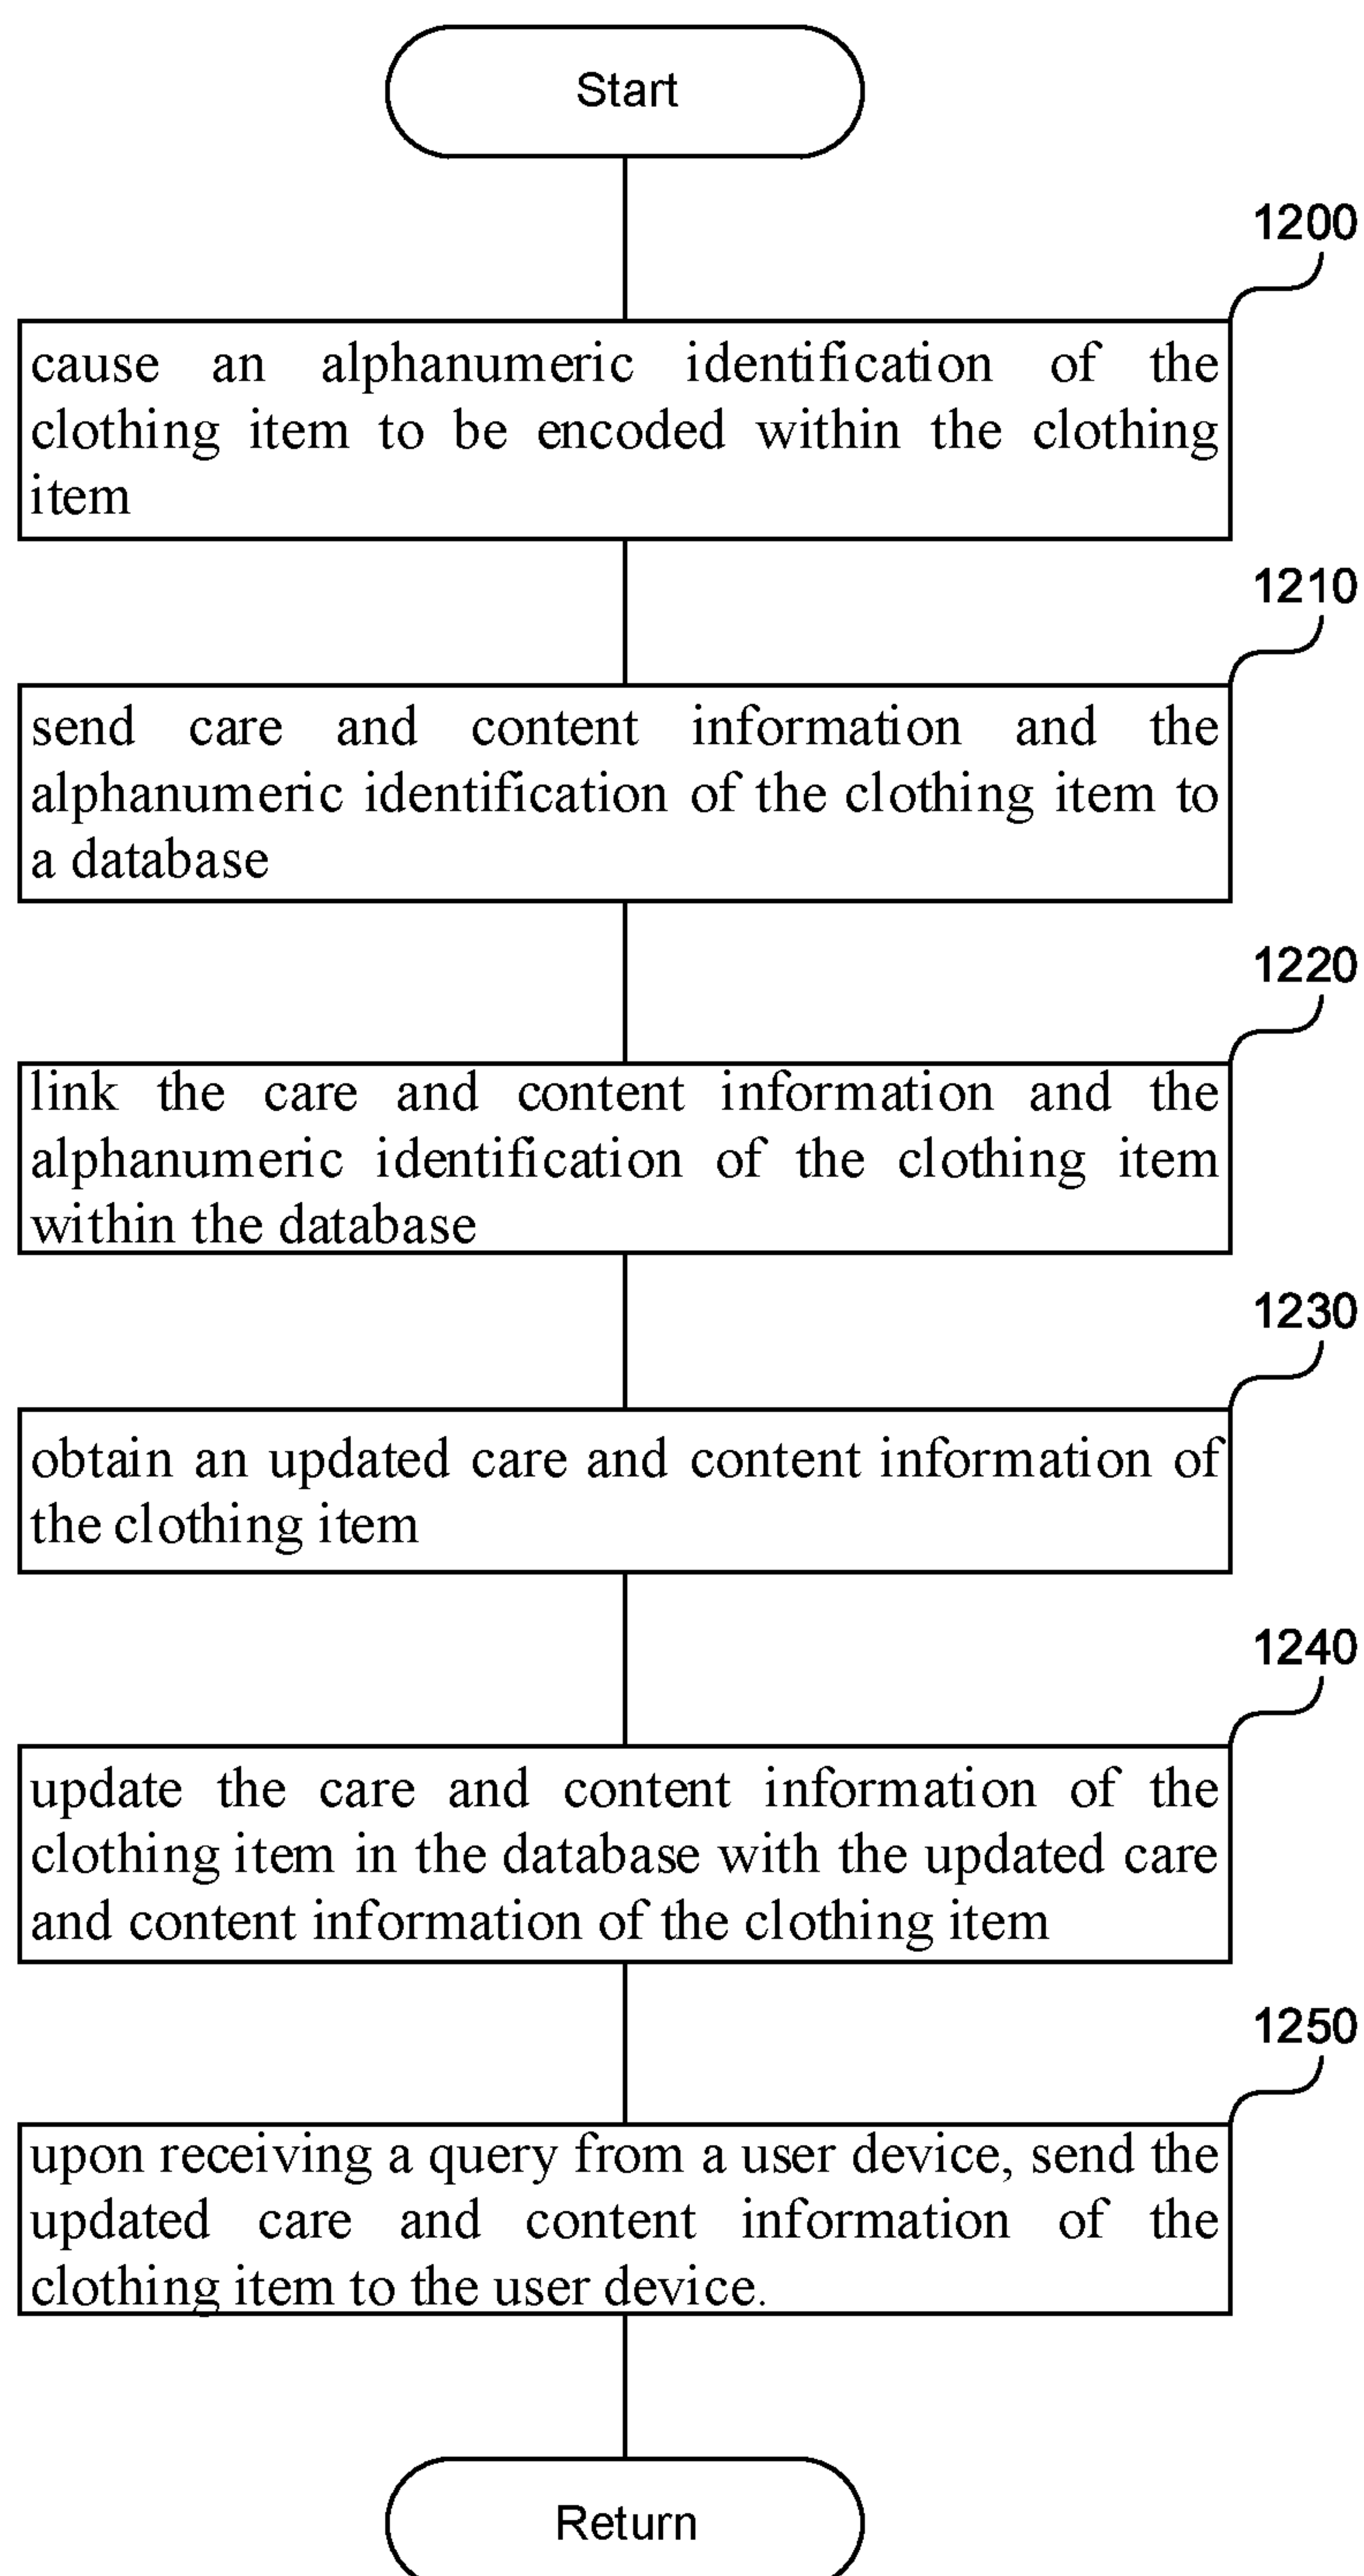 Start
1200
cause an alphanumeric identification of the
clothing item to be encoded within the clothing
item
1210
send care and content information and the
alphanumeric identification of the clothing item to
a database
1220
link the care and content information and the
alphanumeric identification of the clothing item
within the database
1230
obtain an updated care and content information of
the clothing item
1240
update the care and content information of the
clothing item in the database with the updated care
and content information of the clothing item
1250
upon receiving a query from a user device, send the
updated care and content information of the
clothing item to the user device.
Return